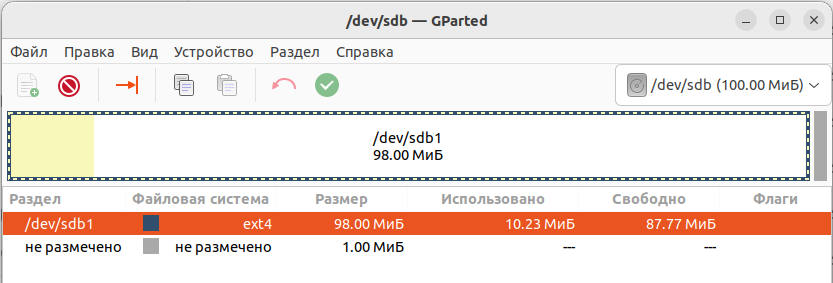 /dev/sdb — GParted
Файл Правка Вид Устройство Раздел Справка
/dev/sdb (100.00 МиБ)
/dev/sdb1
98.00 МиБ
Раздел Файловая система Размер Использовано Свободно Флаги
/dev/sdb1 ext4 98.00 МиБ 10.23 МиБ 87.77 МиБ
не размечено не размечено 1.00 МиБ --- ---